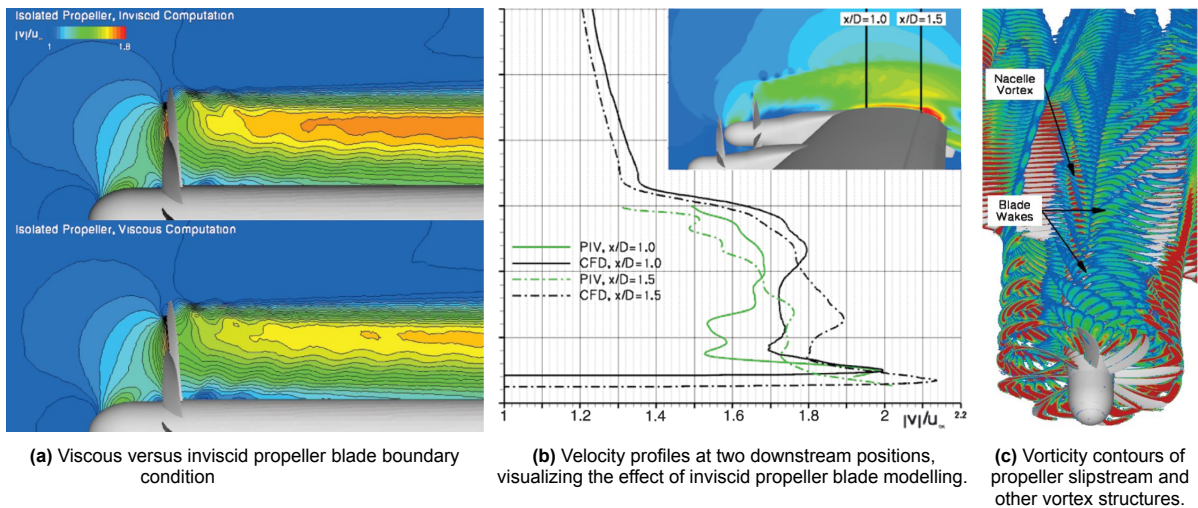 Isolated Propeller, Inviscid Computation
|V|/u∞
1 1.8
Isolated Propeller, Viscous Computation
x/D=1.0 x/D=1.5
PIV, x/D=1.0
CFD, x/D=1.0
PIV, x/D=1.5
CFD, x/D=1.5
1 1.2 1.4 1.6 1.8 2 |V|/u∞ 2.2
Nacelle
Vortex
Blade
Wakes
(a) Viscous versus inviscid propeller blade boundary
condition
(b) Velocity profiles at two downstream positions,
visualizing the effect of inviscid propeller blade modelling.
(c) Vorticity contours of
propeller slipstream and
other vortex structures.